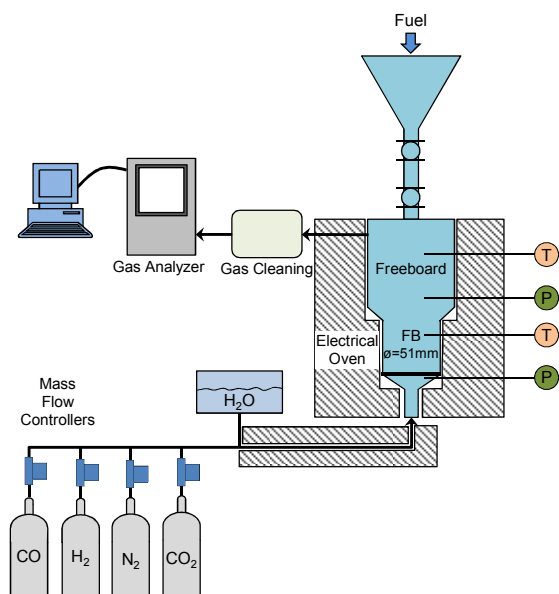 Fuel
Gas Analyzer
Gas Cleaning
Freeboard
T
P
FB
ø=51mm
T
P
Electrical
Oven
Mass
Flow
Controllers
H₂O
CO
H₂
N₂
CO₂